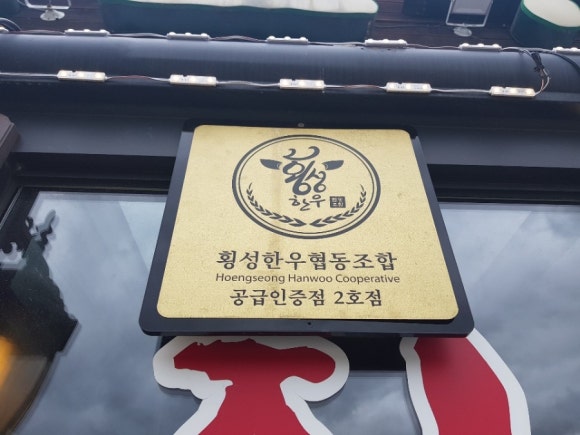 횡성
한우
횡성한우협동조합
Hoengseong Hanwoo Cooperative
공급인증점 2호점